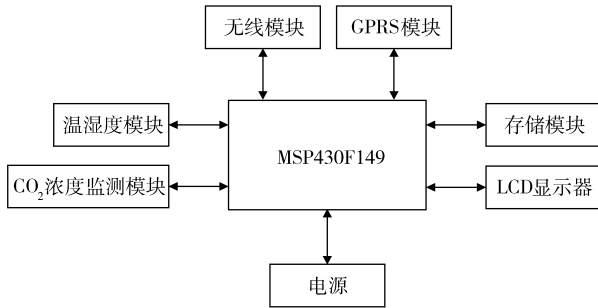 无线模块
GPRS模块
温湿度模块
MSP430F149
存储模块
CO₂浓度监测模块
LCD显示器
电源